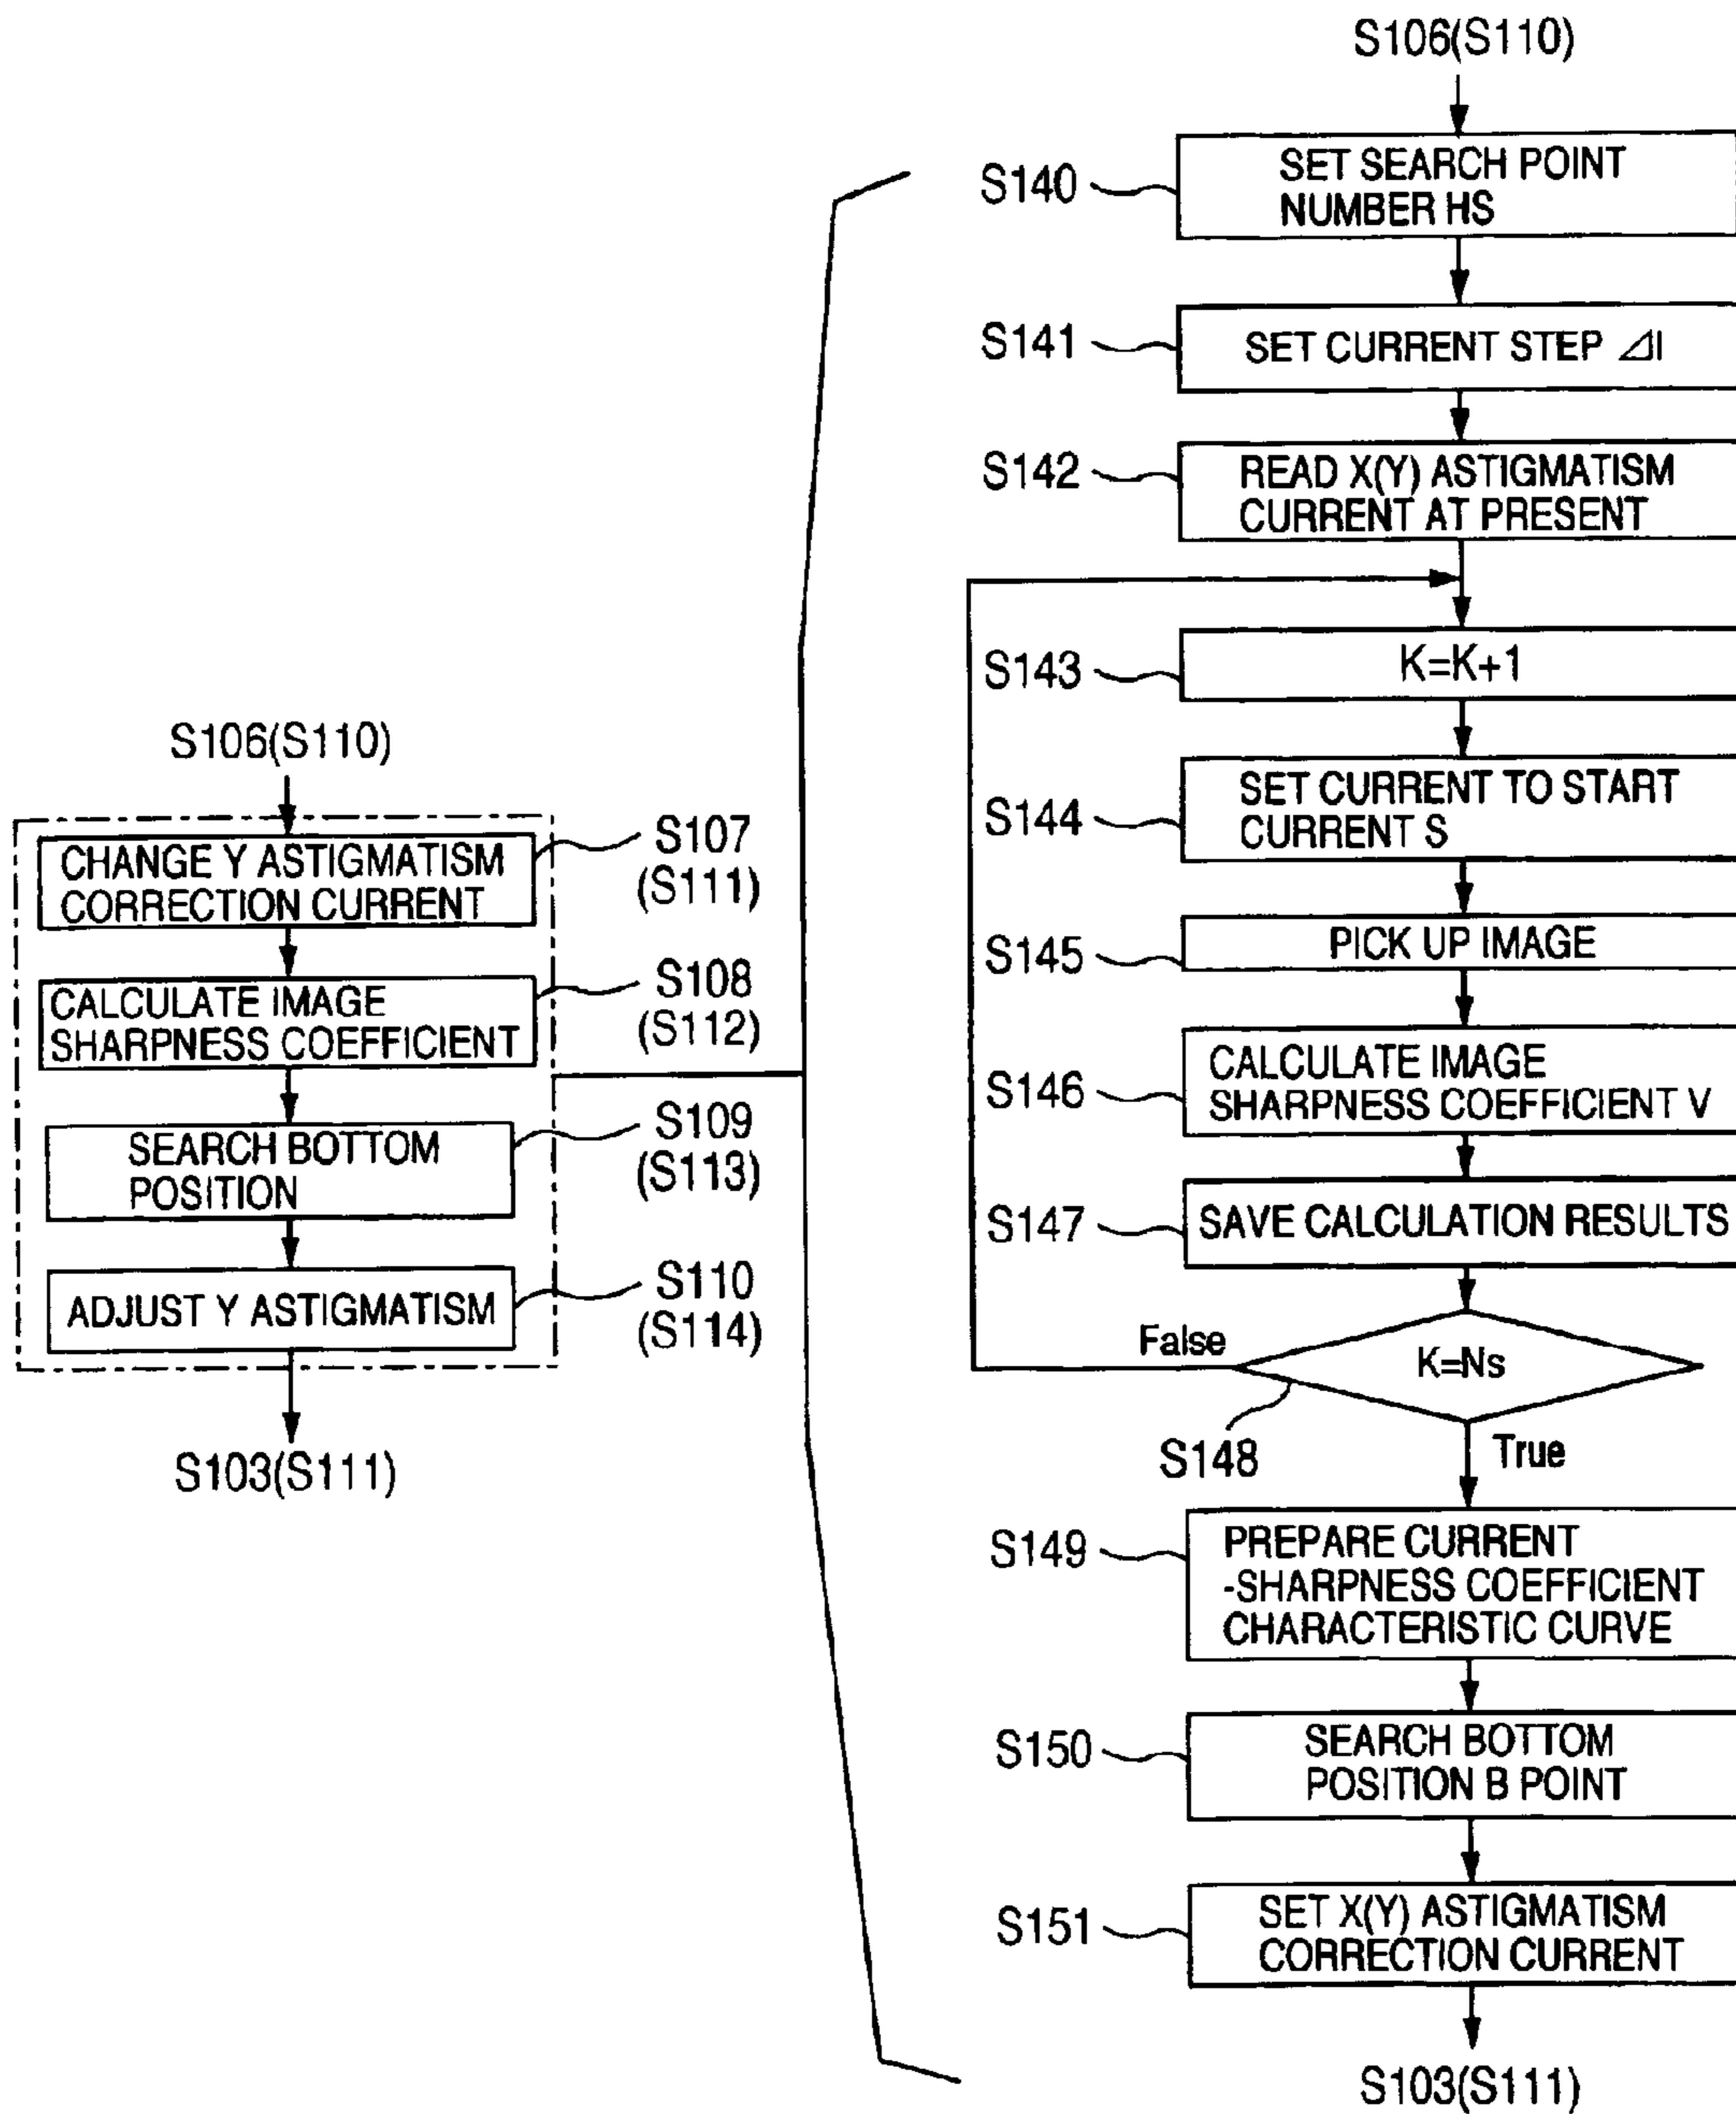 S106(S110)
CHANGE Y ASTIGMATISM
CORRECTION CURRENT
S107
(S111)
CALCULATE IMAGE
SHARPNESS COEFFICIENT
S108
(S112)
SEARCH BOTTOM
POSITION
S109
(S113)
ADJUST Y ASTIGMATISM
S110
(S114)
S103(S111)
S106(S110)
S140
SET SEARCH POINT
NUMBER HS
S141
SET CURRENT STEP ⊿I
S142
READ X(Y) ASTIGMATISM
CURRENT AT PRESENT
S143
K=K+1
S144
SET CURRENT TO START
CURRENT S
S145
PICK UP IMAGE
S146
CALCULATE IMAGE
SHARPNESS COEFFICIENT V
S147
SAVE CALCULATION RESULTS
False
K=Ns
S148
True
S149
PREPARE CURRENT
-SHARPNESS COEFFICIENT
CHARACTERISTIC CURVE
S150
SEARCH BOTTOM
POSITION B POINT
S151
SET X(Y) ASTIGMATISM
CORRECTION CURRENT
S103(S111)